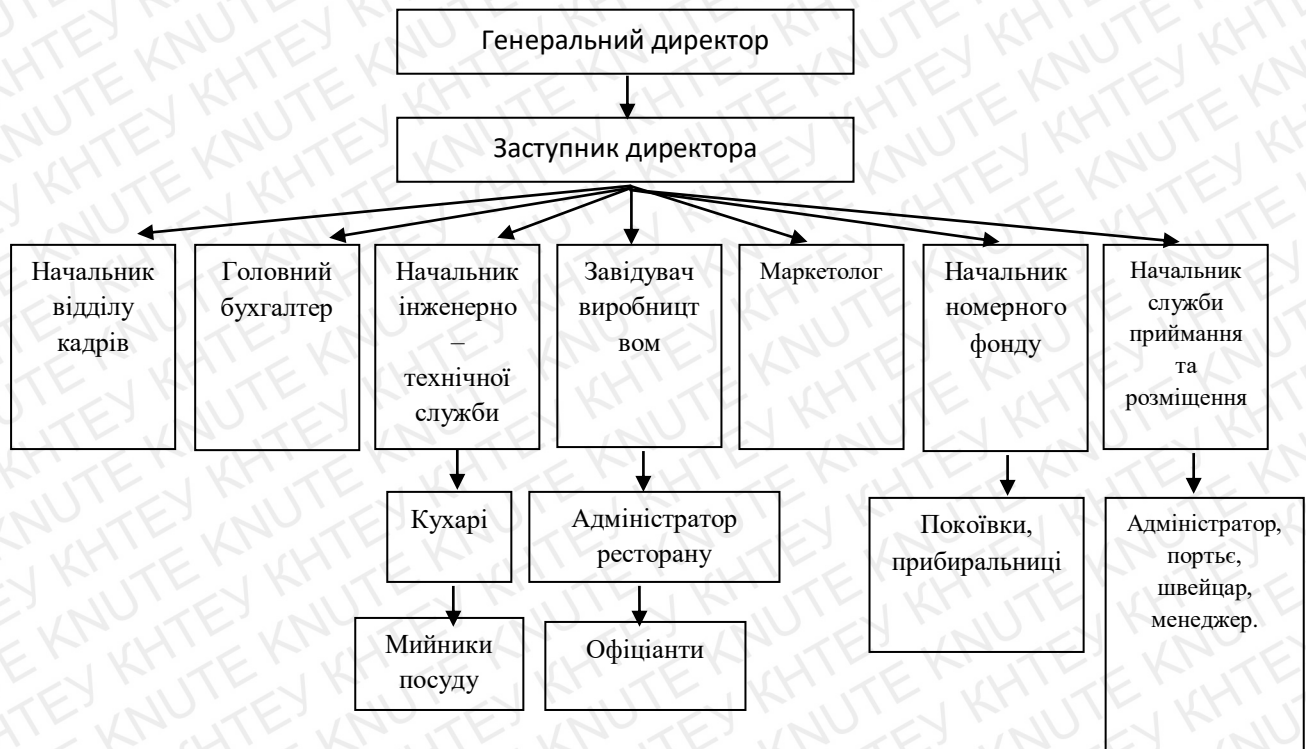 Генеральний директор
Заступник директора
Начальник
відділу
кадрів
Головний
бухгалтер
Начальник
інженерно
–
технічної
служби
Завідувач
виробницт
вом
Маркетолог
Начальник
номерного
фонду
Начальник
служби
приймання
та
розміщення
Кухарі
Адміністратор
ресторану
Покоївки,
прибиральниці
Адміністратор,
портьє,
швейцар,
менеджер.
Мийники
посуду
Офіціанти